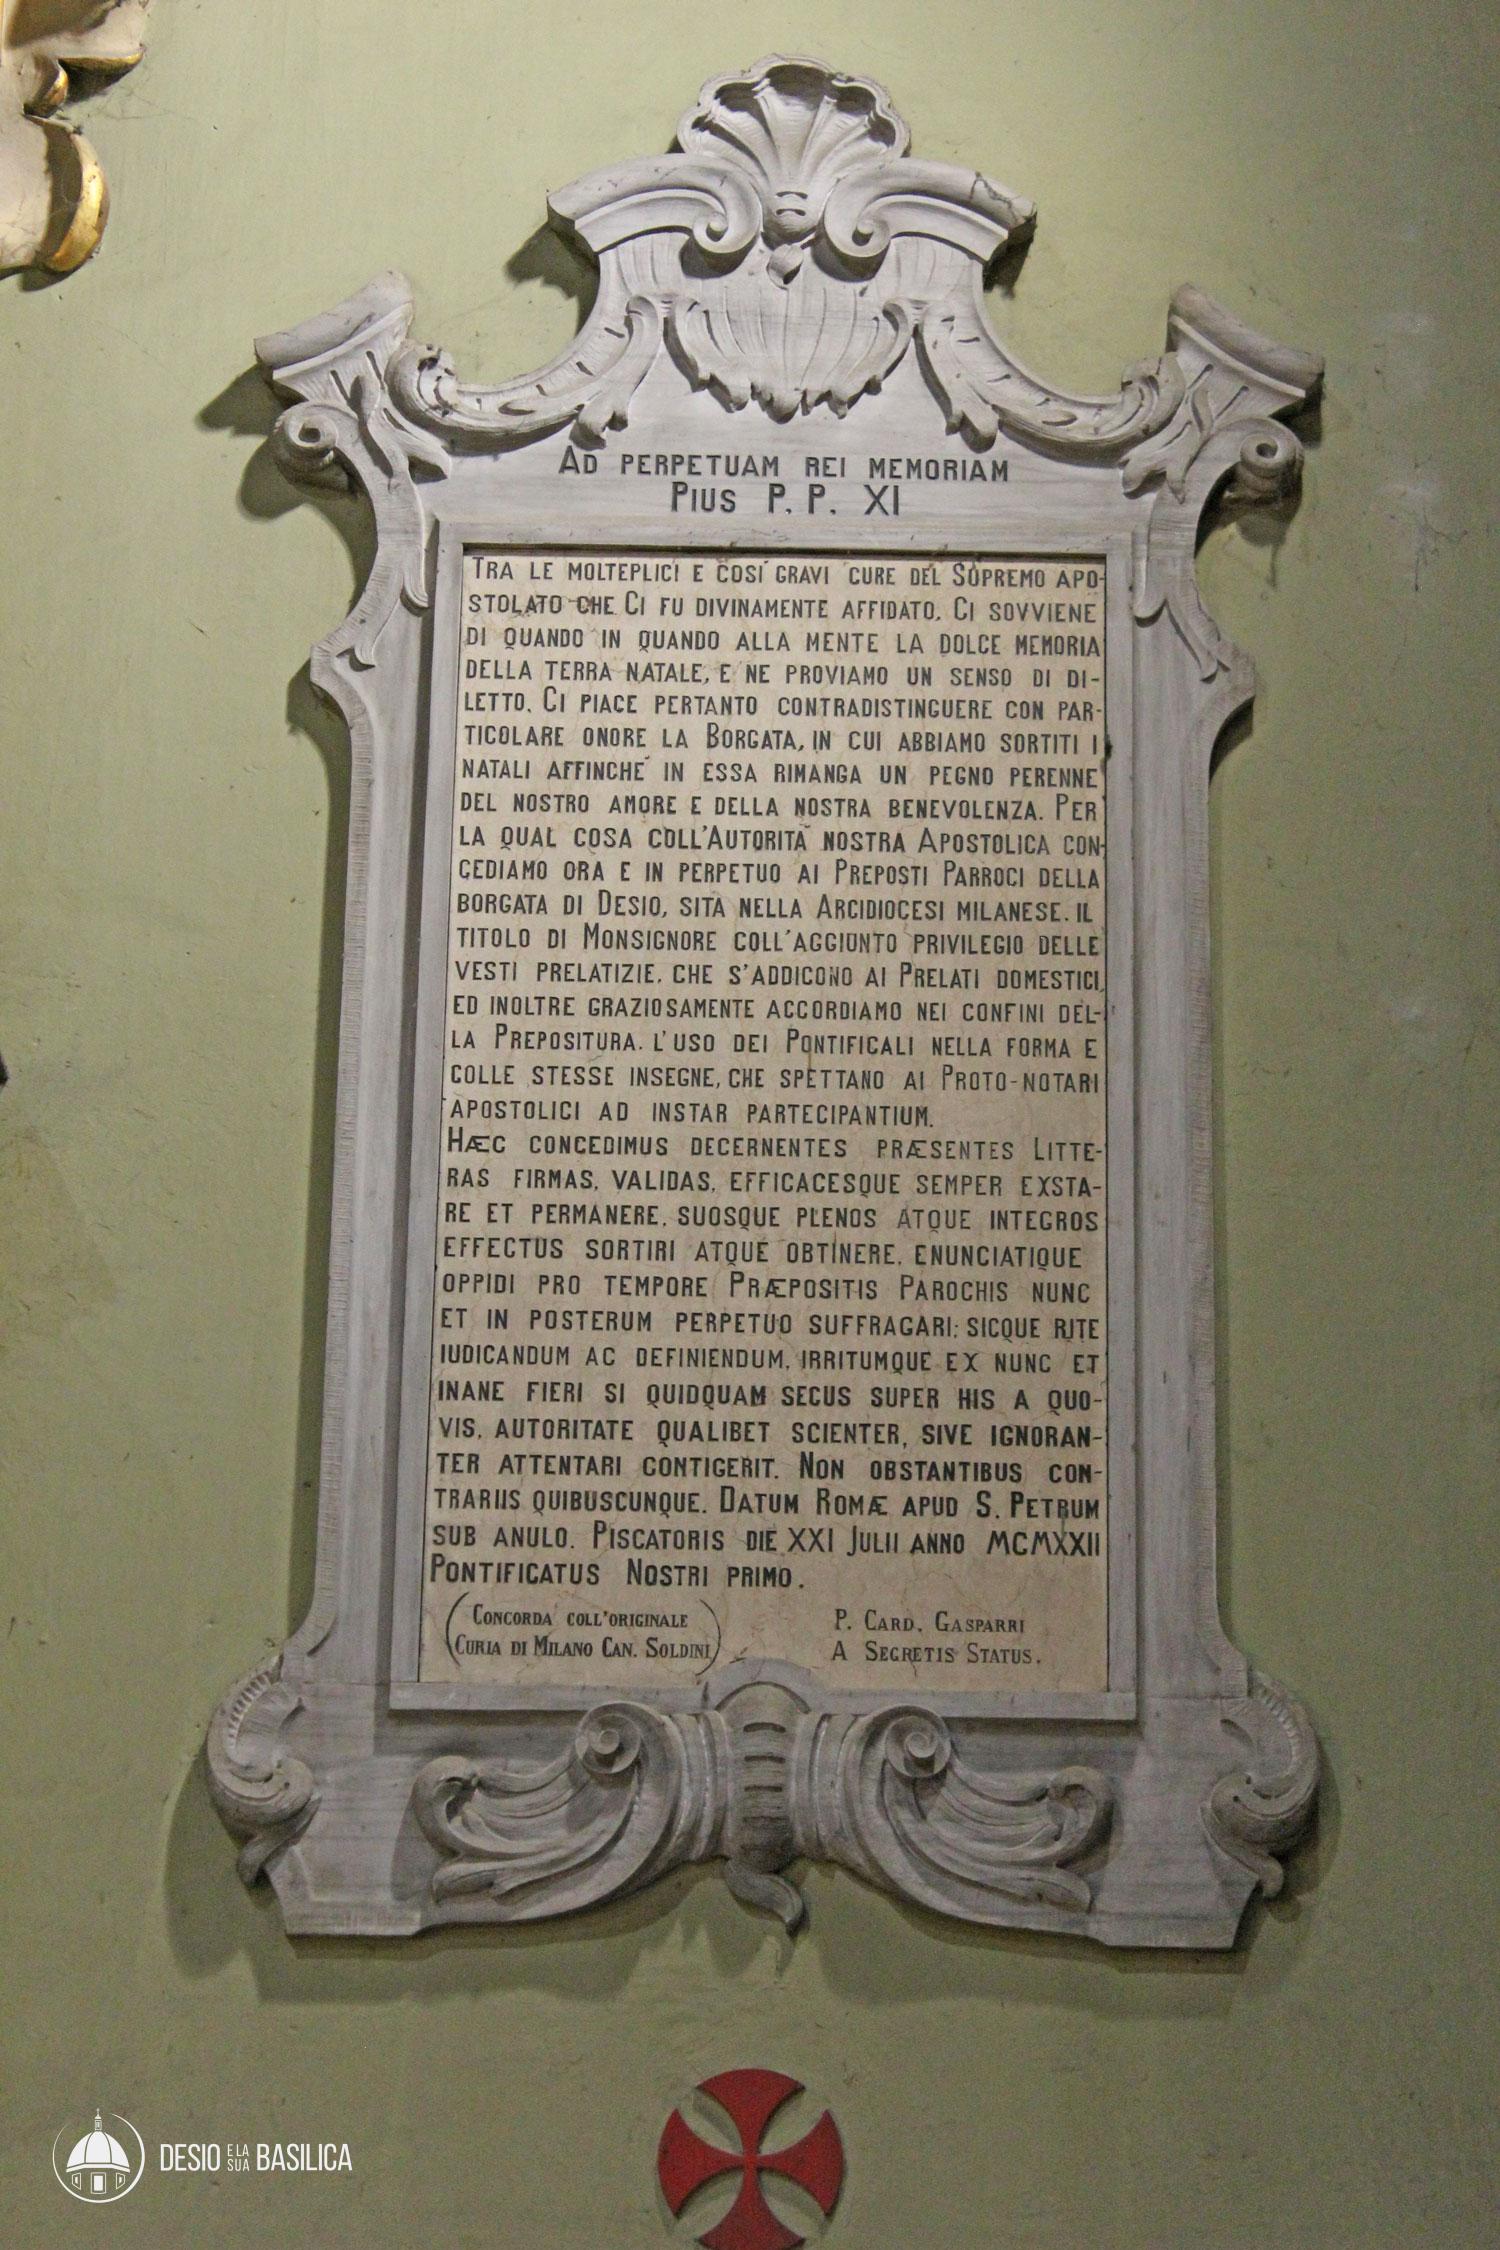 AD PERPETUAM REI MEMORIAM
PIUS P. P. XI
TRA LE MOLTEPLICI E COSÌ GRAVI CURE DEL SUPREMO APO-
STOLATO CHE CI FU DIVINAMENTE AFFIDATO, CI SOVVIENE
DI QUANDO IN QUANDO ALLA MENTE LA DOLCE MEMORIA
DELLA TERRA NATALE, E NE PROVIAMO UN SENSO DI DI-
LETTO. CI PIACE PERTANTO CONTRADISTINGUERE CON PAR-
TICOLARE ONORE LA BORGATA, IN CUI ABBIAMO SORTITI I
NATALI AFFINCHÈ IN ESSA RIMANGA UN PEGNO PERENNE
DEL NOSTRO AMORE E DELLA NOSTRA BENEVOLENZA. PER
LA QUAL COSA COLL'AUTORITÀ NOSTRA APOSTOLICA CON-
CEDIAMO ORA E IN PERPETUO AI PREPOSTI PARROCI DELLA
BORGATA DI DESIO, SITA NELLA ARCIDIOCESI MILANESE. IL
TITOLO DI MONSIGNORE COLL'AGGIUNTO PRIVILEGIO DELLE
VESTI PRELATIZIE, CHE S'ADDICONO AI PRELATI DOMESTICI,
ED INOLTRE GRAZIOSAMENTE ACCORDIAMO NEI CONFINI DEL-
LA PREPOSITURA. L'USO DEI PONTIFICALI NELLA FORMA E
COLLE STESSE INSEGNE, CHE SPETTANO AI PROTO-NOTARI
APOSTOLICI AD INSTAR PARTECIPANTIUM.
HÆC CONCEDIMUS DECERNENTES PRÆSENTES LITTE-
RAS FIRMAS, VALIDAS, EFFICACESQUE SEMPER EXSTA-
RE ET PERMANERE, SUOSQUE PLENOS ATQUE INTEGROS
EFFECTUS SORTIRI ATQUE OBTINERE, ENUNCIATIQUE
OPPIDI PRO TEMPORE PRÆPOSITIS PAROCHIS NUNC
ET IN POSTERUM PERPETUO SUFFRAGARI; SICQUE RITE
IUDICANDUM AC DEFINIENDUM, IRRITUMQUE EX NUNC ET
INANE FIERI SI QUIDQUAM SECUS SUPER HIS A QUO-
VIS, AUTORITATE QUALIBET SCIENTER, SIVE IGNORAN-
TER ATTENTARI CONTIGERIT. NON OBSTANTIBUS CON-
TRARIIS QUIBUSCUNQUE. DATUM ROMÆ APUD S. PETRUM
SUB ANULO. PISCATORIS DIE XXI JULII ANNO MCMXXII
PONTIFICATUS NOSTRI PRIMO.
(CONCORDA COLL'ORIGINALE
CURIA DI MILANO CAN. SOLDINI)
P. CARD. GASPARRI
A SEGRETIS STATUS.
DESIO E LA SUA BASILICA